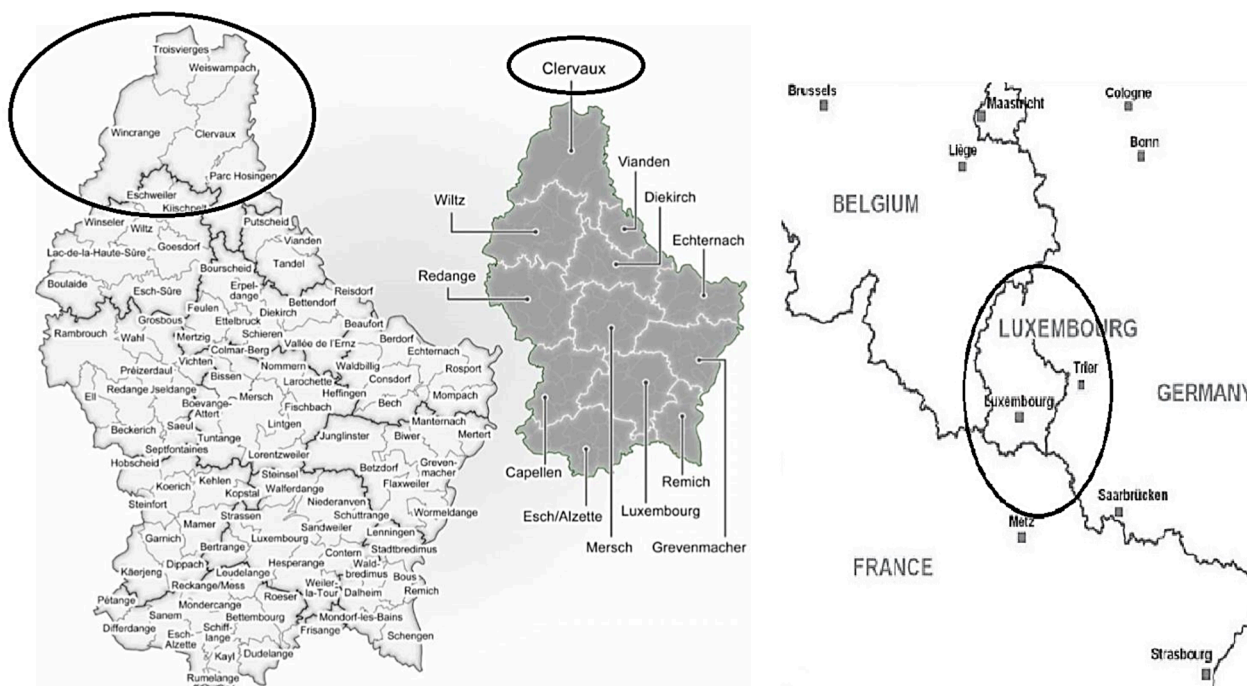 Troisvierges
Weiswampach
Wincrange
Clervaux
Parc Hosingen
Eschweiler
Kiischpelt
Winseler
Wiltz
Putscheid
Lac-de-la-Haute-Sûre
Goesdorf
Vianden
Tandel
Bourscheid
Boulaide
Esch-Sûre
Erpel-
dange
Reisdorf
Bettendorf
Feulen
Diekirch
Grosbous
Ettelbruck
Beaufort
Rambrouch
Wahl
Mertzig
Schieren
Vallée de l'Ernz
Berdorf
Colmar-Berg
Echternach
Vichten
Nommern
Waldbillig
Préizerdaul
Bissen
Larochette
Consdorf
Rosport
Ell
Redange
Jseldange
Mersch
Heffingen
Mompach
Boevange-
Attert
Fischbach
Bech
Beckerich
Saeul
Lintgen
Manternach
Tuntange
Junglinster
Biwer
Mertert
Septfontaines
Lorentzweiler
Hobscheid
Steinsel
Betzdorf
Greven-
macher
Koerich
Kehlen
Walferdange
Flaxweiler
Kopstal
Niederanven
Steinfort
Strassen
Schuttrange
Wormeldange
Mamer
Sandweiler
Lenningen
Garnich
Luxembourg
Bertrange
Contern
Stadtbredimus
Dippach
Hesperange
Wald-
bredimus
Käerjeng
Leudelange
Bous
Reckange/Mess
Weiler-
la-Tour
Dalheim
Remich
Roeser
Pétange
Mondercange
Sanem
Bettembourg
Mondorf-les-Bains
Differdange
Schiff-
lange
Frisange
Schengen
Esch-
Alzette
Kayl
Dudelange
Rumelange
Clervaux
Vianden
Wiltz
Diekirch
Echternach
Redange
Capellen
Remich
Esch/Alzette
Luxembourg
Mersch
Grevenmacher
Brussels
Maastricht
Cologne
Liège
Bonn
BELGIUM
LUXEMBOURG
Trier
GERMANY
Luxembourg
Saarbrücken
Metz
FRANCE
Strasbourg